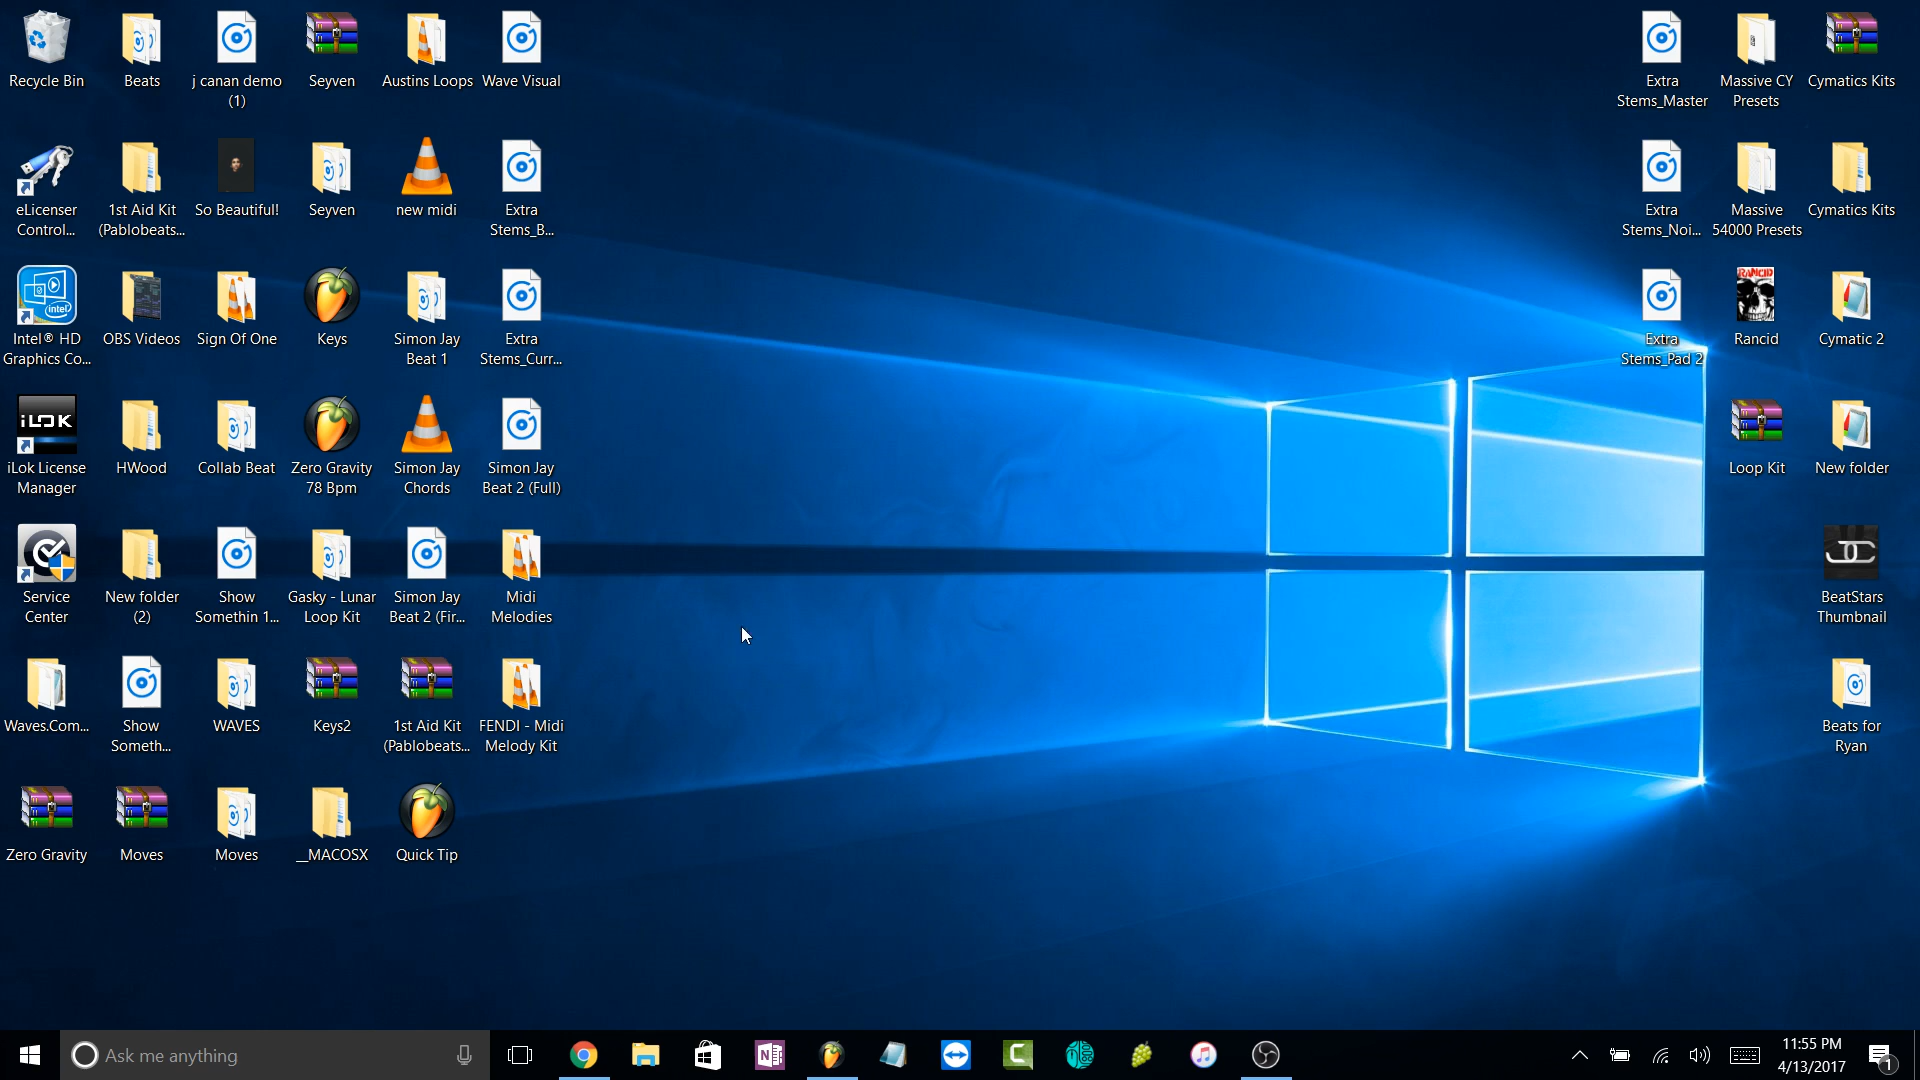 Recycle Bin
Beats
j canan demo
(1)
Seyven
Austins Loops
Wave Visual
Extra
Stems_Master
Massive CY
Presets
Cymatics Kits
eLicenser
Control...
1st Aid Kit
(Pablobeats...
So Beautiful!
Seyven
new midi
Extra
Stems_B...
Extra
Stems_Noi...
Massive
54000 Presets
Cymatics Kits
intel
Intel® HD
Graphics Co...
OBS Videos
Sign Of One
Keys
Simon Jay
Beat 1
Extra
Stems_Curr...
Extra
Stems_Pad 2
RANCID
Rancid
Cymatic 2
iLOK
iLok License
Manager
HWood
Collab Beat
Zero Gravity
78 Bpm
Simon Jay
Chords
Simon Jay
Beat 2 (Full)
Loop Kit
New folder
Service
Center
New folder
(2)
Show
Somethin 1...
Gasky - Lunar
Loop Kit
Simon Jay
Beat 2 (Fir...
Midi
Melodies
JC
BeatStars
Thumbnail
Waves.Com...
Show
Someth...
WAVES
Keys2
1st Aid Kit
(Pablobeats...
FENDI - Midi
Melody Kit
Beats for
Ryan
Zero Gravity
Moves
Moves
__MACOSX
Quick Tip
Ask me anything
N
C
11:55 PM
4/13/2017
1